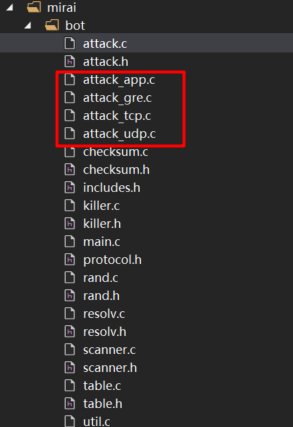 mirai
bot
attack.c
attack.h
attack_app.c
attack_gre.c
attack_tcp.c
attack_udp.c
checksum.c
checksum.h
includes.h
killer.c
killer.h
main.c
protocol.h
rand.c
rand.h
resolv.c
resolv.h
scanner.c
scanner.h
table.c
table.h
util.c